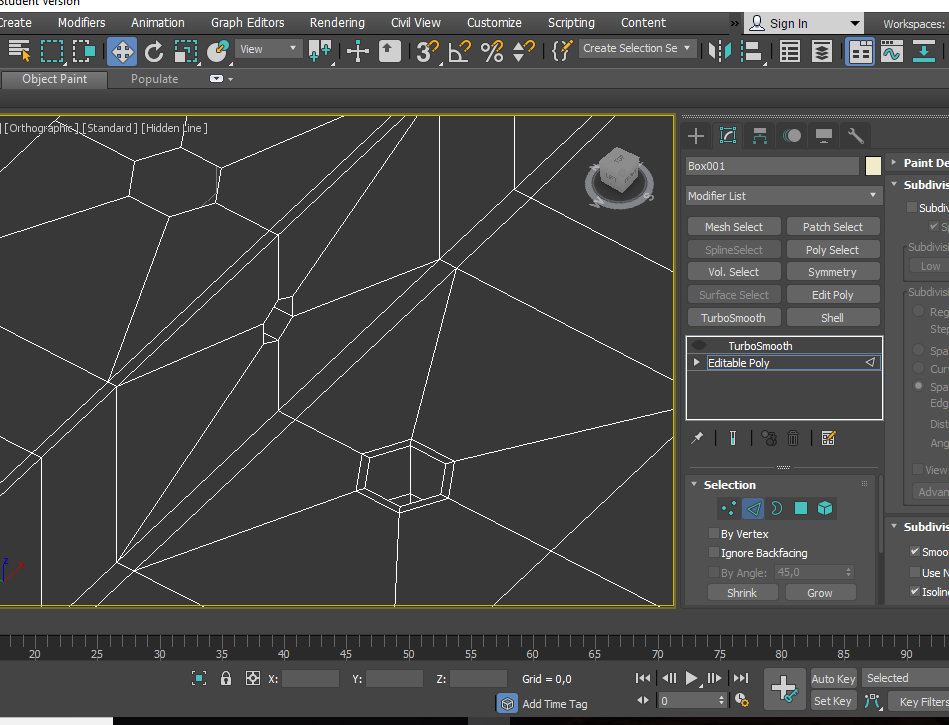 Student Version
Create Modifiers Animation Graph Editors Rendering Civil View Customize Scripting Content » Sign In Workspaces:
View Create Selection Se
Object Paint Populate
[Orthographic ] [Standard ] [Hidden Line ]
Box001
Modifier List
Mesh Select Patch Select
SplineSelect Poly Select
Vol. Select Symmetry
Surface Select Edit Poly
TurboSmooth Shell
TurboSmooth
Editable Poly
Selection
By Vertex
Ignore Backfacing
By Angle: 45,0
Shrink Grow
Paint De
Subdivis
Subdiv
Subdivisi
Low
Subdivisi
Reg
Step
Spa
Cur
Spa
Edg
Dist
Ang
View
Advan
Subdivis
Smoo
Use N
Isolin
z
x
20 25 30 35 40 45 50 55 60 65 70 75 80 85 90
X: Y: Z: Grid = 0,0 Auto Key Selected
Add Time Tag 0 Set Key Key Filters